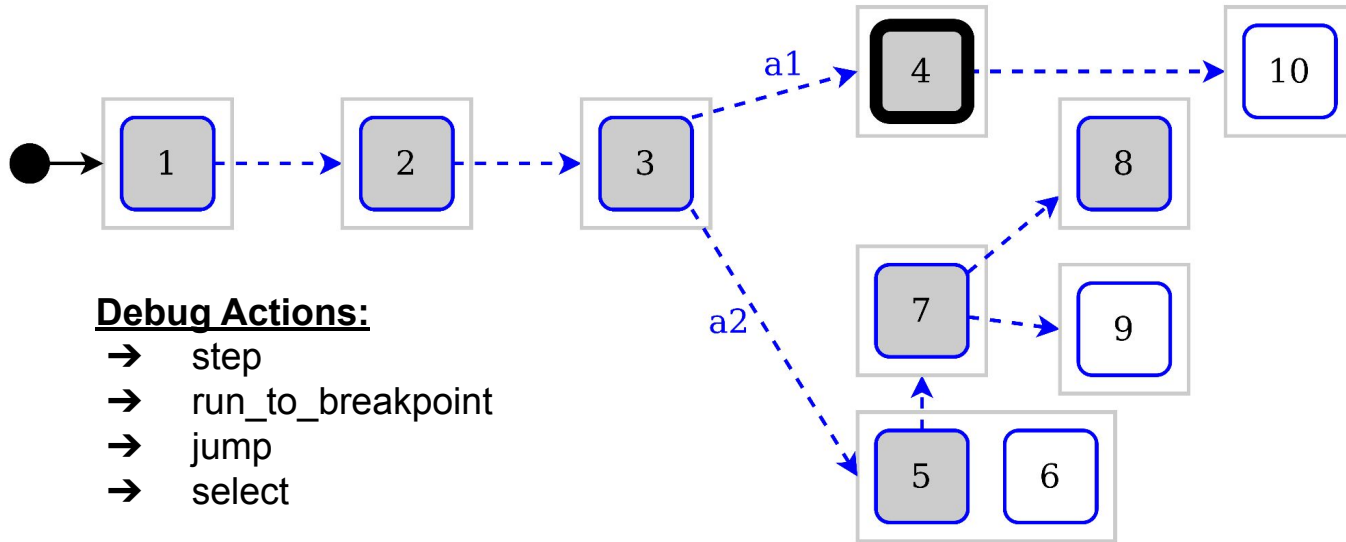 a1
4
10
1
2
3
8
7
9
a2
5
6
Debug Actions:
➔ step
➔ run_to_breakpoint
➔ jump
➔ select